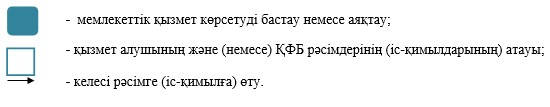 - мемлекеттік қызмет көрсетуді бастау немесе аяқтау;
- қызмет алушының және (немесе) ҚФБ рәсімдерінің (іс-қимылдарының) атауы;
- келесі рәсімге (іс-қимылға) өту.